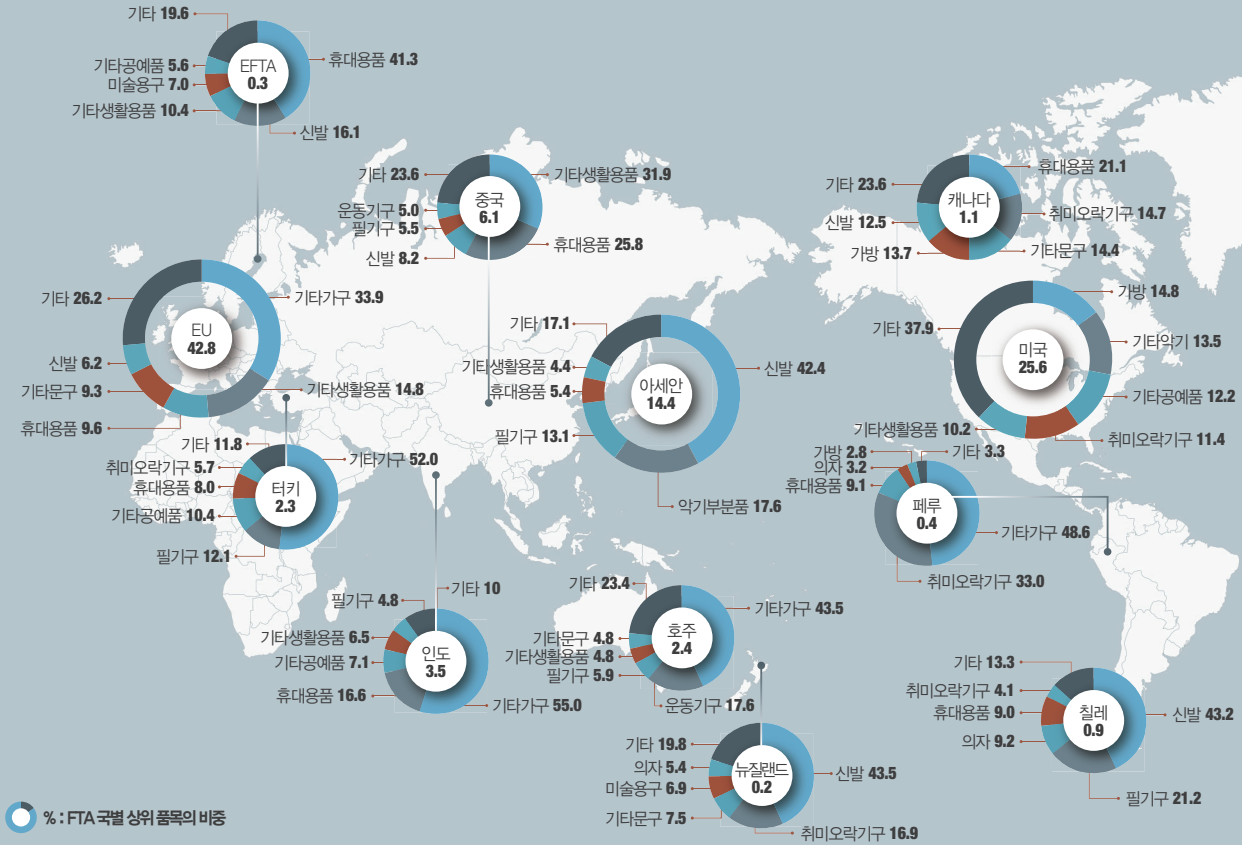 기타 19.6
기타공예품 5.6
미술용구 7.0
기타생활용품 10.4
EFTA
0.3
휴대용품 41.3
신발 16.1
기타 23.6
운동기구 5.0
필기구 5.5
신발 8.2
중국
6.1
기타생활용품 31.9
휴대용품 25.8
기타 23.6
신발 12.5
가방 13.7
캐나다
1.1
휴대용품 21.1
취미오락기구 14.7
기타문구 14.4
기타 26.2
신발 6.2
기타문구 9.3
휴대용품 9.6
EU
42.8
기타가구 33.9
기타생활용품 14.8
기타 17.1
기타생활용품 4.4
휴대용품 5.4
필기구 13.1
아세안
14.4
신발 42.4
악기부분품 17.6
기타 37.9
기타생활용품 10.2
미국
25.6
가방 14.8
기타악기 13.5
기타공예품 12.2
취미오락기구 11.4
기타 11.8
취미오락기구 5.7
휴대용품 8.0
기타공예품 10.4
필기구 12.1
터키
2.3
기타가구 52.0
가방 2.8
의자 3.2
휴대용품 9.1
기타 3.3
페루
0.4
기타가구 48.6
취미오락기구 33.0
필기구 4.8
기타생활용품 6.5
기타공예품 7.1
휴대용품 16.6
기타 10
인도
3.5
기타가구 55.0
기타 23.4
기타문구 4.8
기타생활용품 4.8
필기구 5.9
호주
2.4
기타가구 43.5
운동기구 17.6
기타 19.8
의자 5.4
미술용구 6.9
기타문구 7.5
뉴질랜드
0.2
신발 43.5
취미오락기구 16.9
기타 13.3
취미오락기구 4.1
휴대용품 9.0
의자 9.2
칠레
0.9
신발 43.2
필기구 21.2
% : FTA 국별 상위 품목의 비중